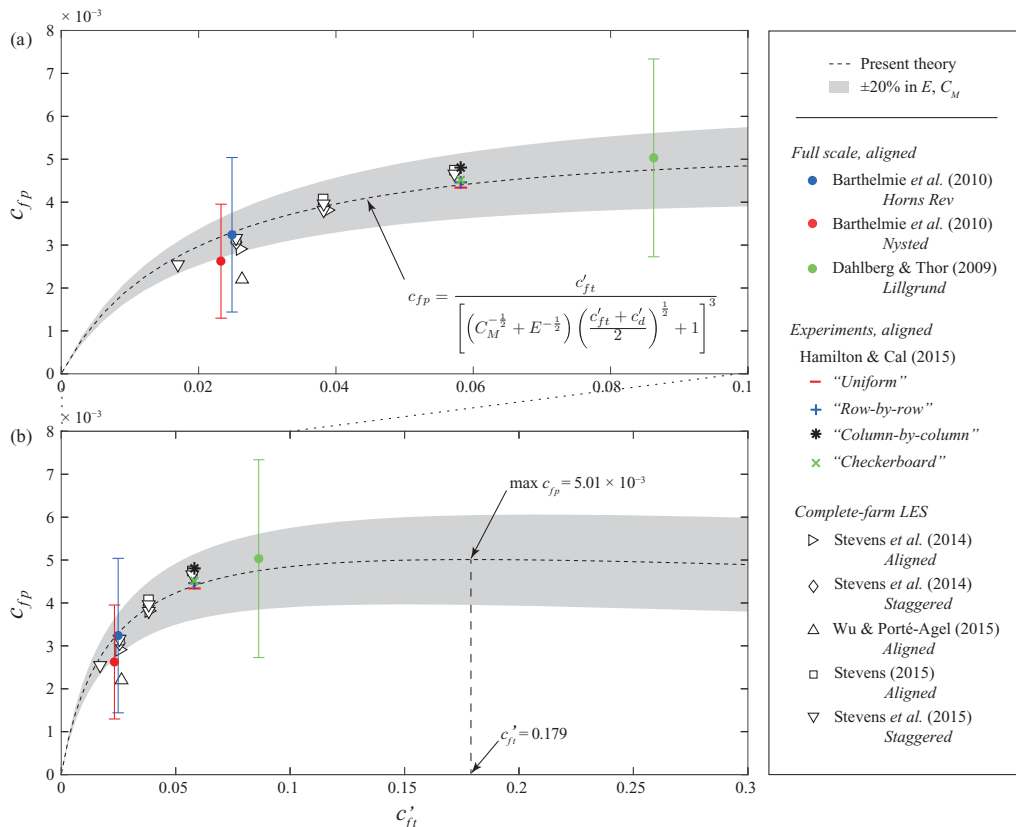 × 10⁻³
(a)
8
7
6
5
4
3
2
1
0
c_fp
0
0.02
0.04
0.06
0.08
0.1
c_fp = c′_ft / [(C_M^{-1/2} + E^{-1/2}) ((c′_ft + c′_d)/2)^{1/2} + 1]^3
× 10⁻³
(b)
8
7
6
5
4
3
2
1
0
c_fp
max c_fp = 5.01 × 10⁻³
c_ft’ = 0.179
0
0.05
0.1
0.15
0.2
0.25
0.3
c_ft’
Present theory
±20% in E, C_M
Full scale, aligned
Barthelmie et al. (2010)
Horns Rev
Barthelmie et al. (2010)
Nysted
Dahlberg & Thor (2009)
Lillgrund
Experiments, aligned
Hamilton & Cal (2015)
“Uniform”
“Row-by-row”
“Column-by-column”
“Checkerboard”
Complete-farm LES
Stevens et al. (2014)
Aligned
Stevens et al. (2014)
Staggered
Wu & Porté-Agel (2015)
Aligned
Stevens (2015)
Aligned
Stevens et al. (2015)
Staggered